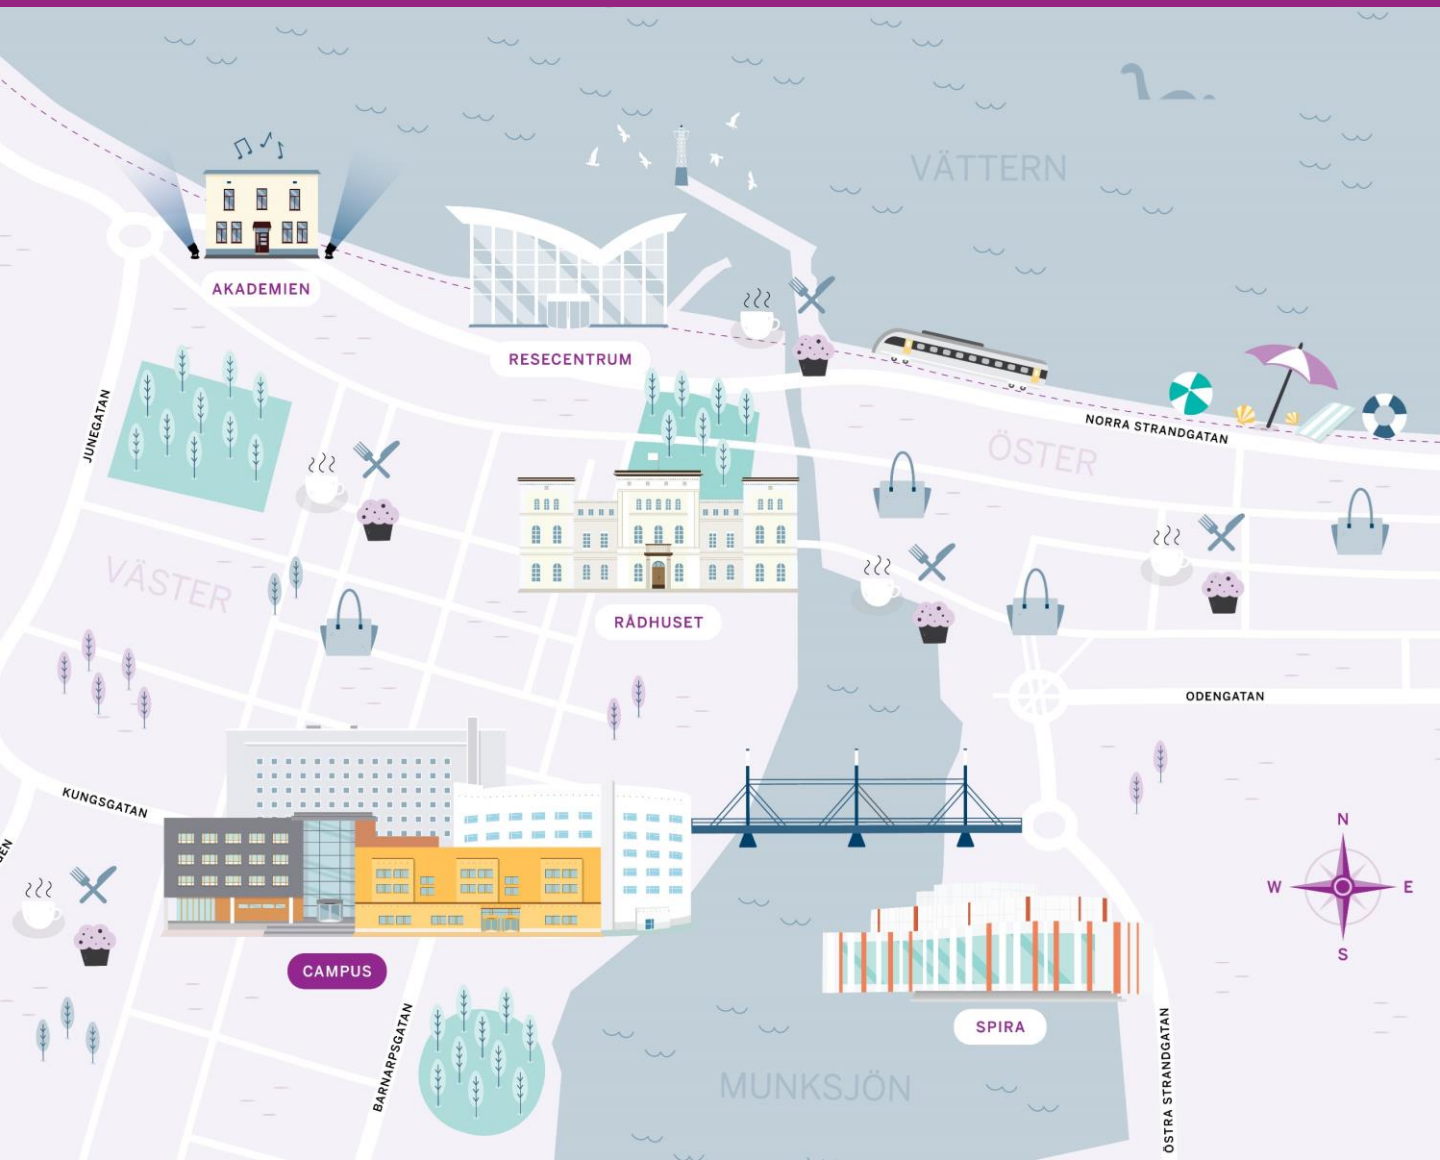 VÄTTERN
AKADEMIEN
RESECENTRUM
JUNEGATAN
NORRA STRANDGATAN
ÖSTER
VÄSTER
RÅDHUSET
ODENGATAN
KUNGSGATAN
N
W E
S
CAMPUS
SPIRA
BARNARPSGATAN
MUNKSJÖN
ÖSTRA STRANDGATAN